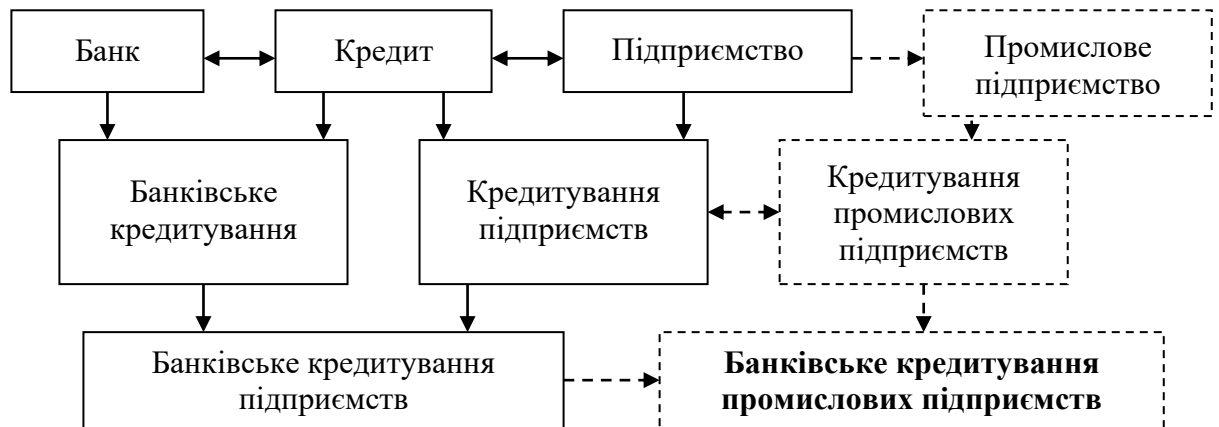 Банк
Кредит
Підприємство
Промислове
підприємство
Банківське
кредитування
Кредитування
підприємств
Кредитування
промислових
підприємств
Банківське кредитування
підприємств
Банківське кредитування
промислових підприємств